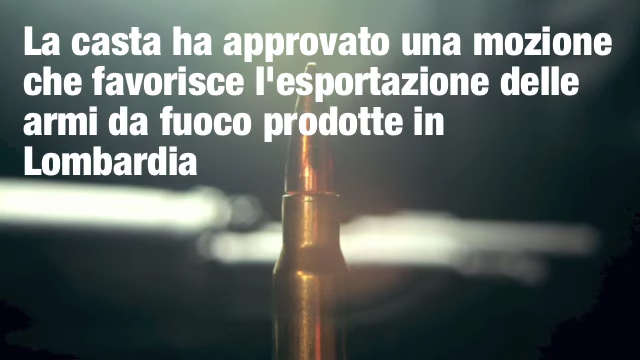 La casta ha approvato una mozione
che favorisce l'esportazione delle
armi da fuoco prodotte in
Lombardia